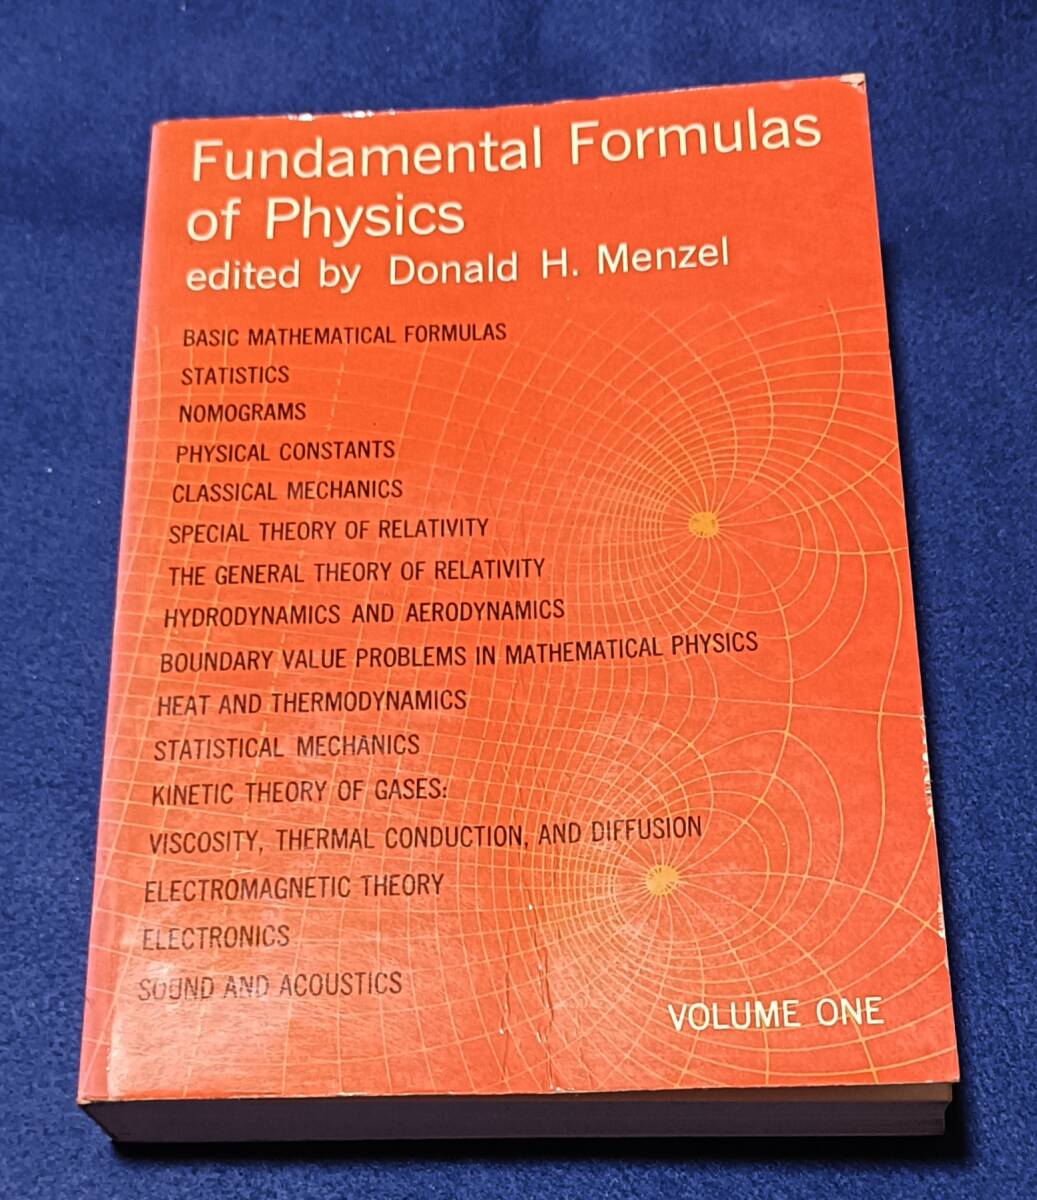 Fundamental Formulas
of Physics
edited by Donald H. Menzel
BASIC MATHEMATICAL FORMULAS
STATISTICS
NOMOGRAMS
PHYSICAL CONSTANTS
CLASSICAL MECHANICS
SPECIAL THEORY OF RELATIVITY
THE GENERAL THEORY OF RELATIVITY
HYDRODYNAMICS AND AERODYNAMICS
BOUNDARY VALUE PROBLEMS IN MATHEMATICAL PHYSICS
HEAT AND THERMODYNAMICS
STATISTICAL MECHANICS
KINETIC THEORY OF GASES:
VISCOSITY, THERMAL CONDUCTION, AND DIFFUSION
ELECTROMAGNETIC THEORY
ELECTRONICS
SOUND AND ACOUSTICS
VOLUME ONE